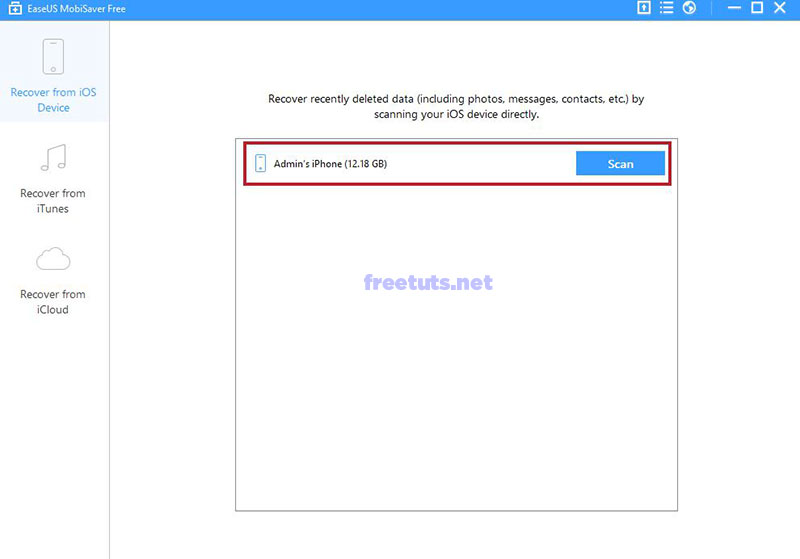 EaseUS MobiSaver Free
Recover from iOS
Device
Recover from
iTunes
Recover from
iCloud
Recover recently deleted data (including photos, messages, contacts, etc.) by
scanning your iOS device directly.
Admin's iPhone (12.18 GB)
Scan
freetuts.net